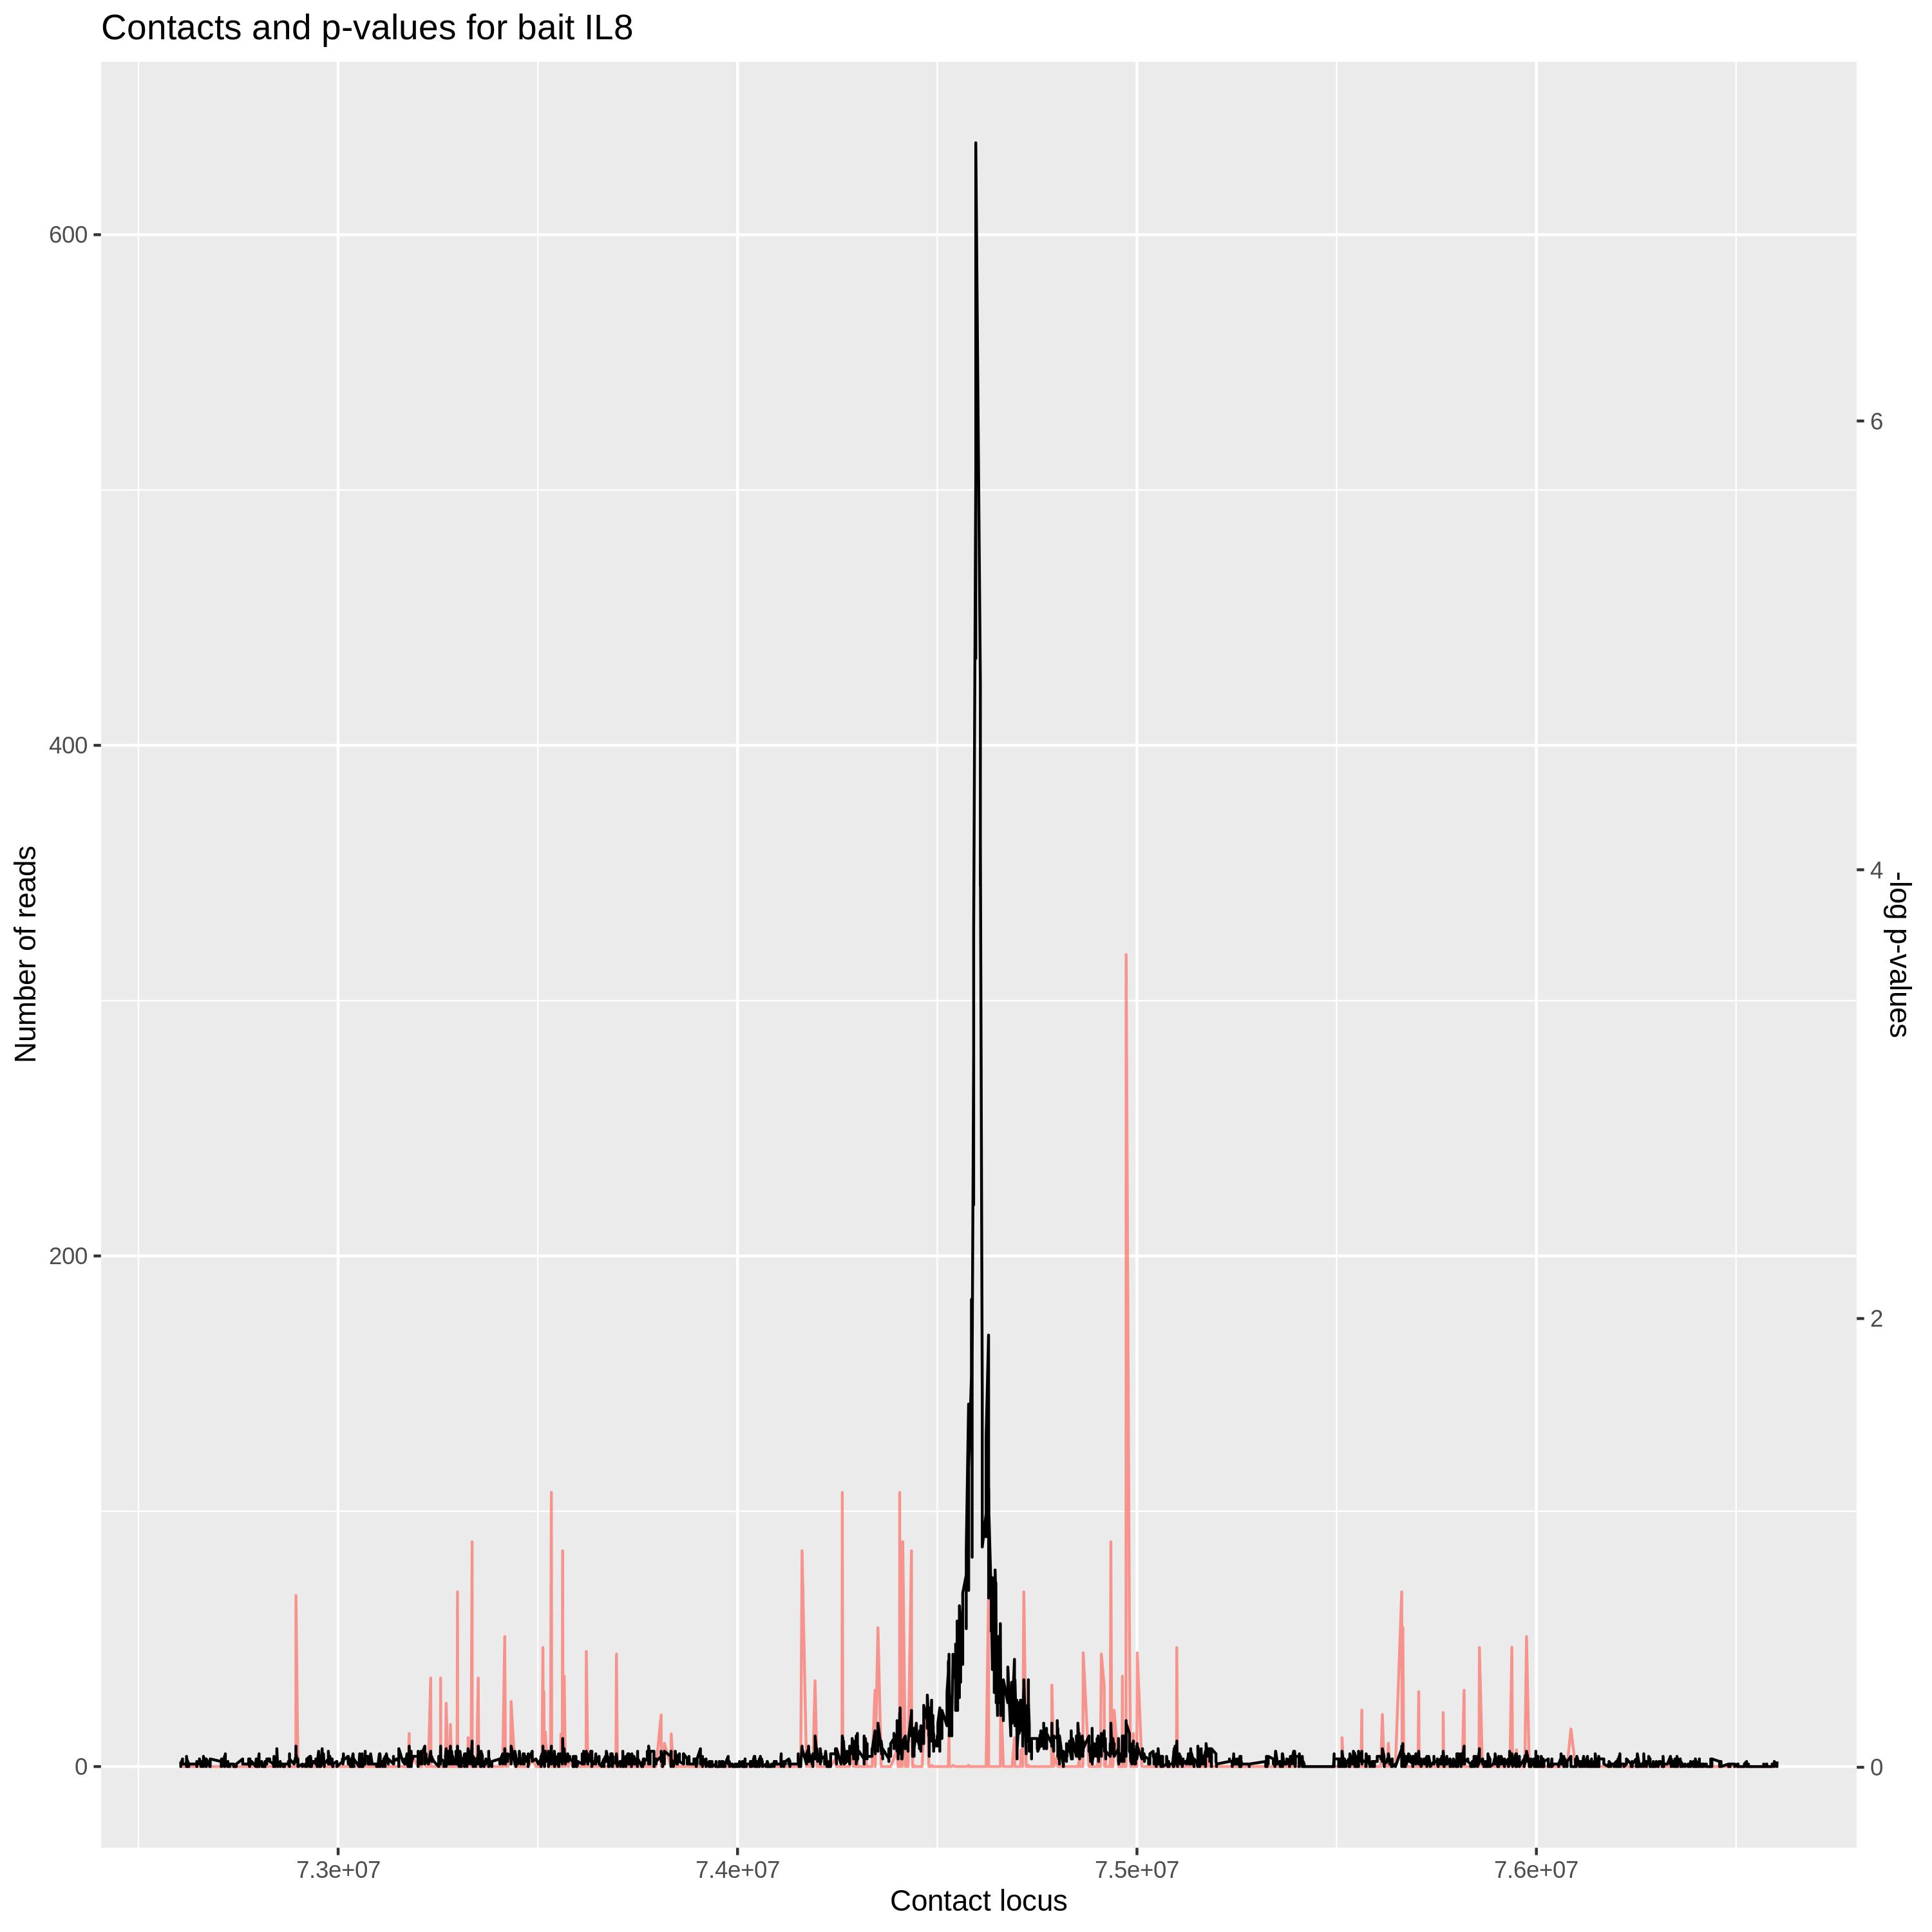 Contacts and p-values for bait IL8
Number of reads
600
400
200
0
6
4
2
0
-log p-values
7.3e+07
7.4e+07
7.5e+07
7.6e+07
Contact locus